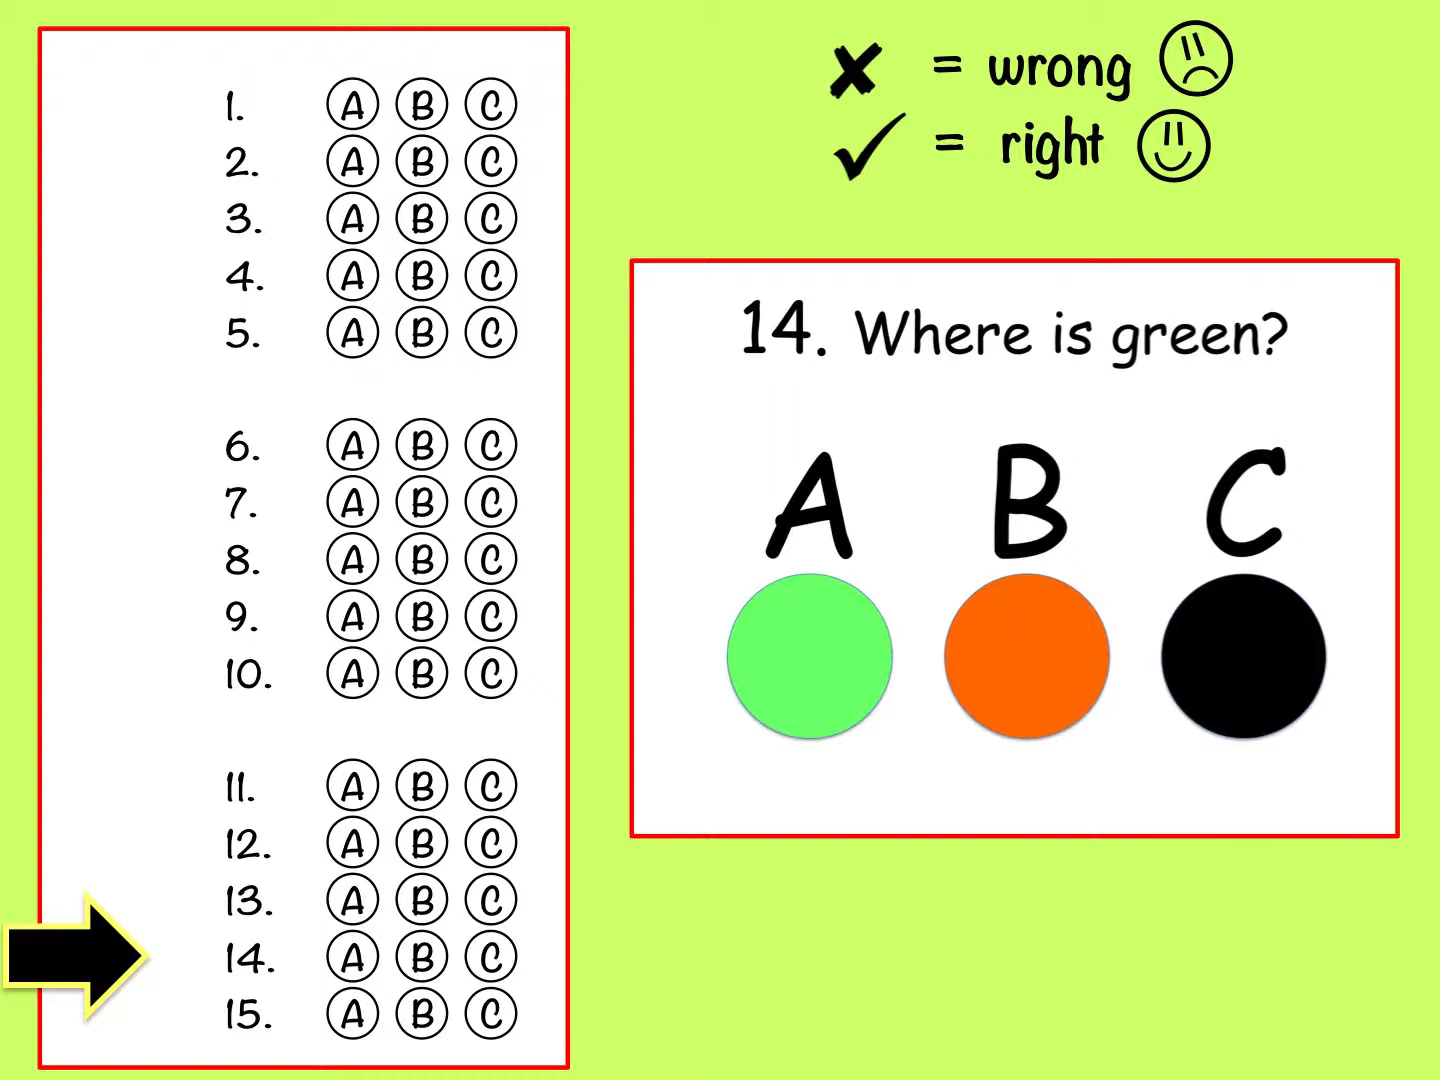 1. A B C
2. A B C
3. A B C
4. A B C
5. A B C
6. A B C
7. A B C
8. A B C
9. A B C
10. A B C
11. A B C
12. A B C
13. A B C
14. A B C
15. A B C
✘ = wrong
✓ = right
14. Where is green?
A B C